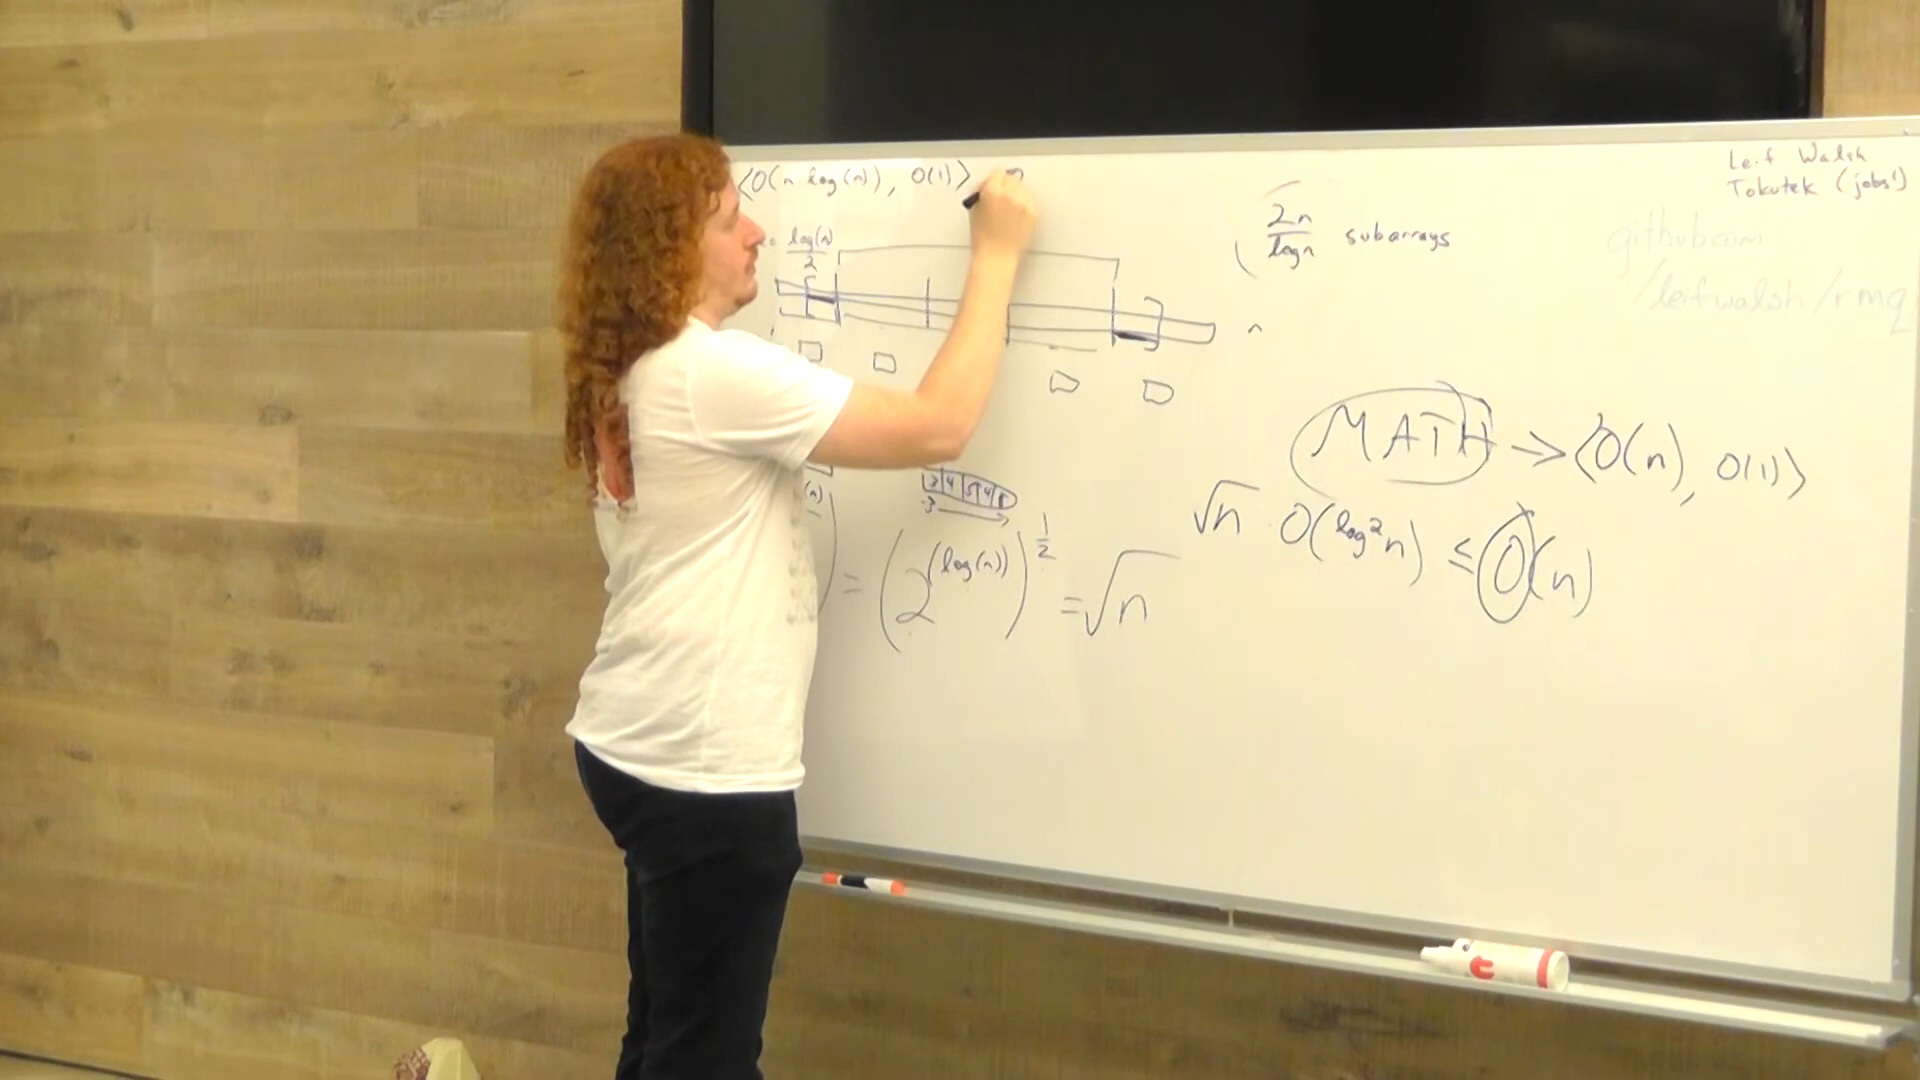 ⟨O(n log(n)), O(1)⟩
log(n)
2
2n
log n
subarrays
n
Leif Walsh
Tokutek (jobs!)
github.com
/leifwalsh/rmq
MATH → ⟨O(n), O(1)⟩
√n · O(log²n) ≤ O(n)
(n)
= (2^(log(n)))^1/2 = √n